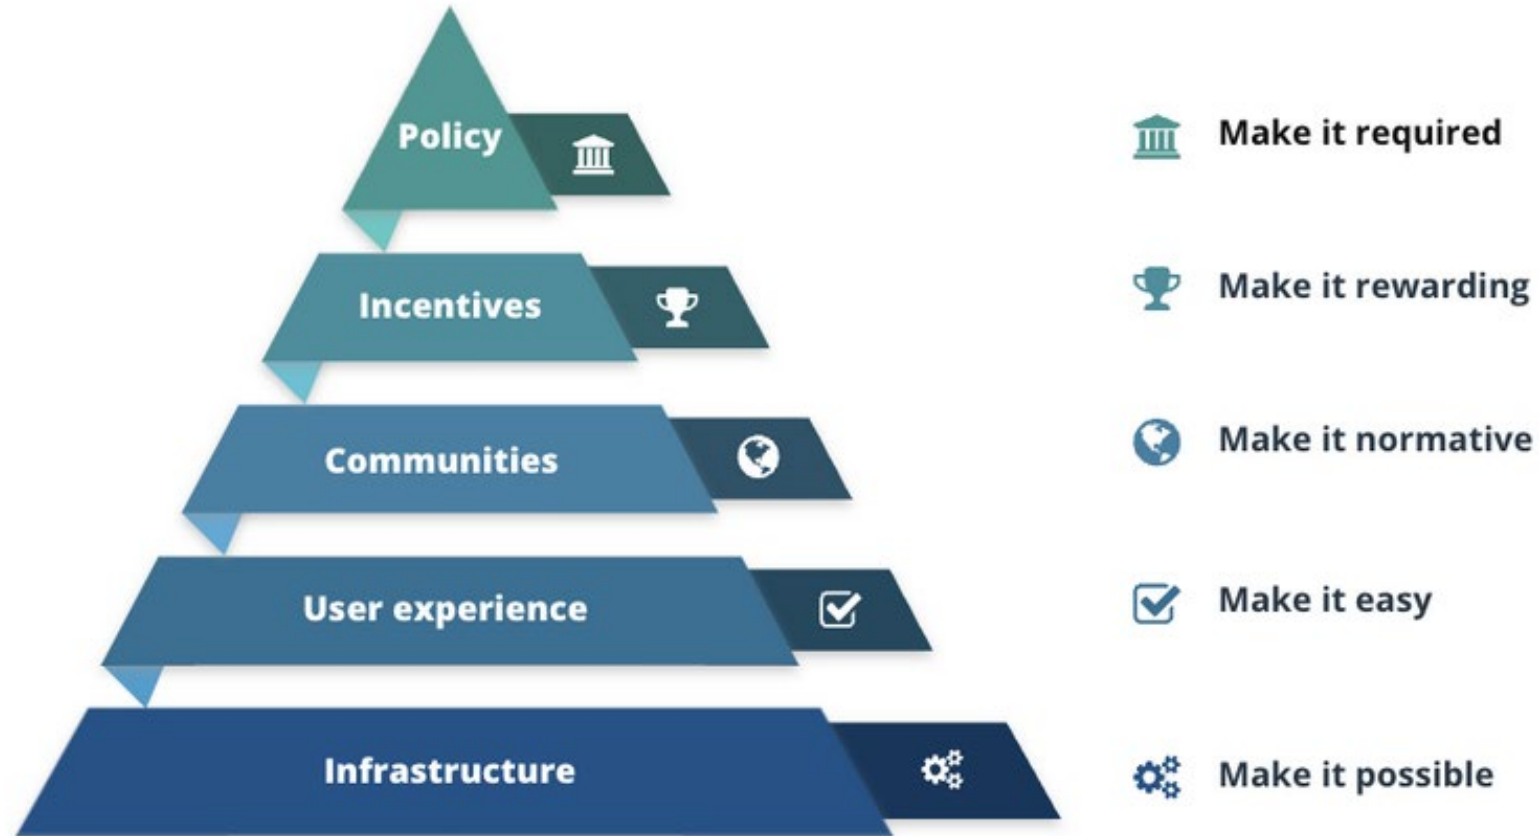 Policy
Make it required
Incentives
Make it rewarding
Communities
Make it normative
User experience
Make it easy
Infrastructure
Make it possible